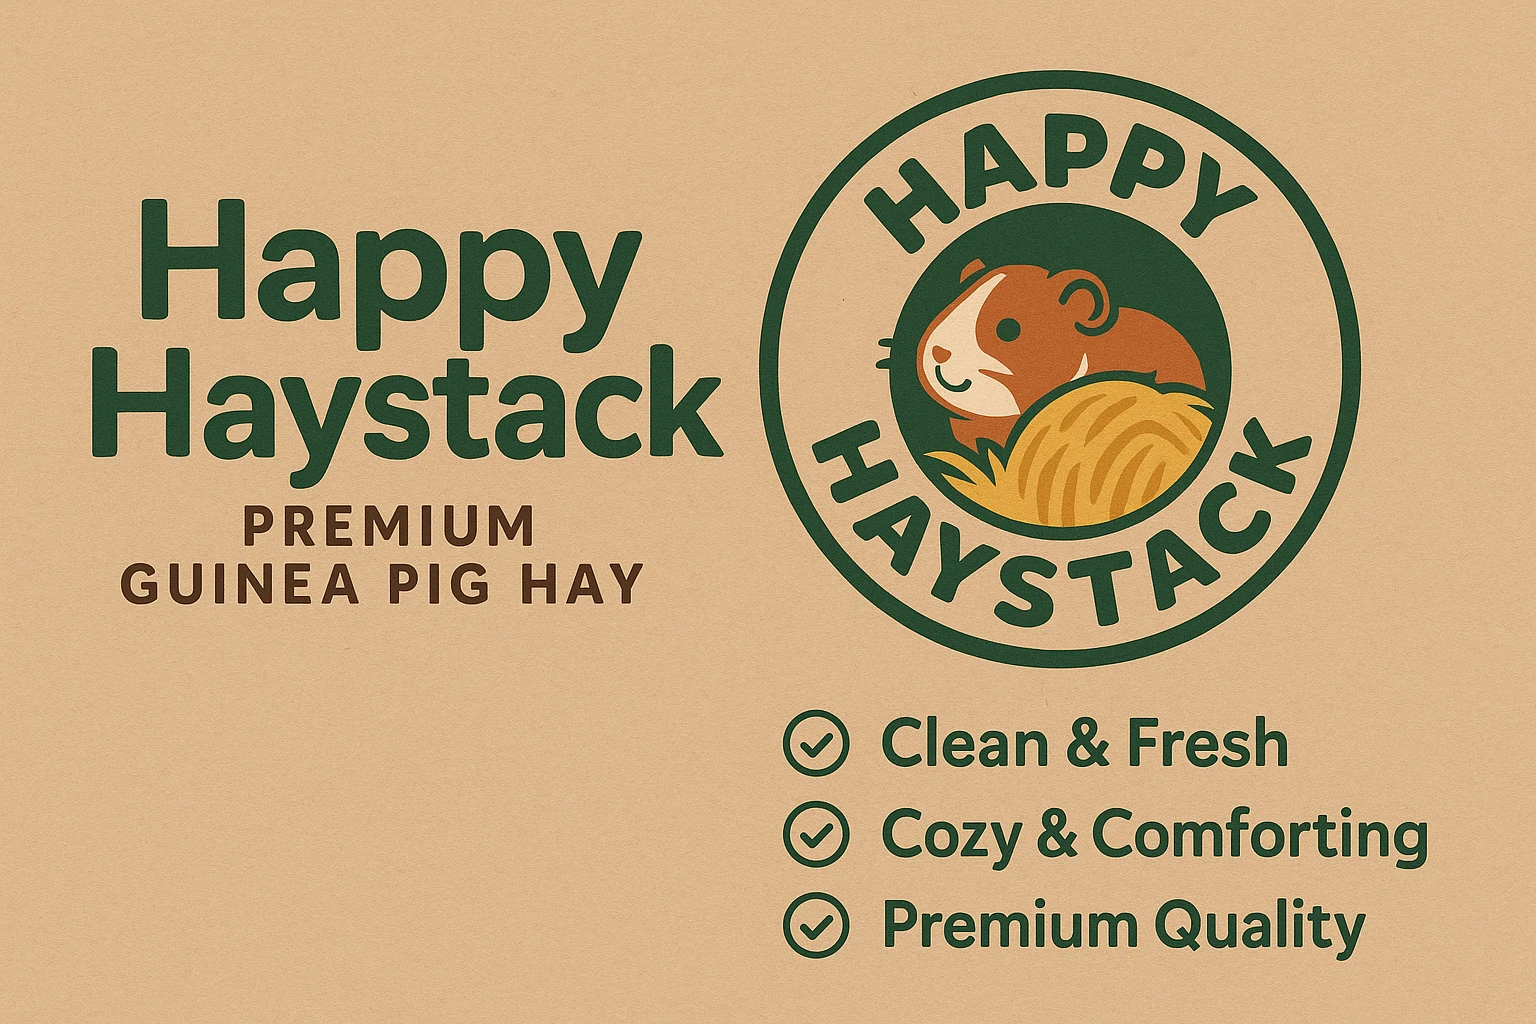 Happy
Haystack
PREMIUM
GUINEA PIG HAY
HAPPY
HAYSTACK
Clean & Fresh
Cozy & Comforting
Premium Quality